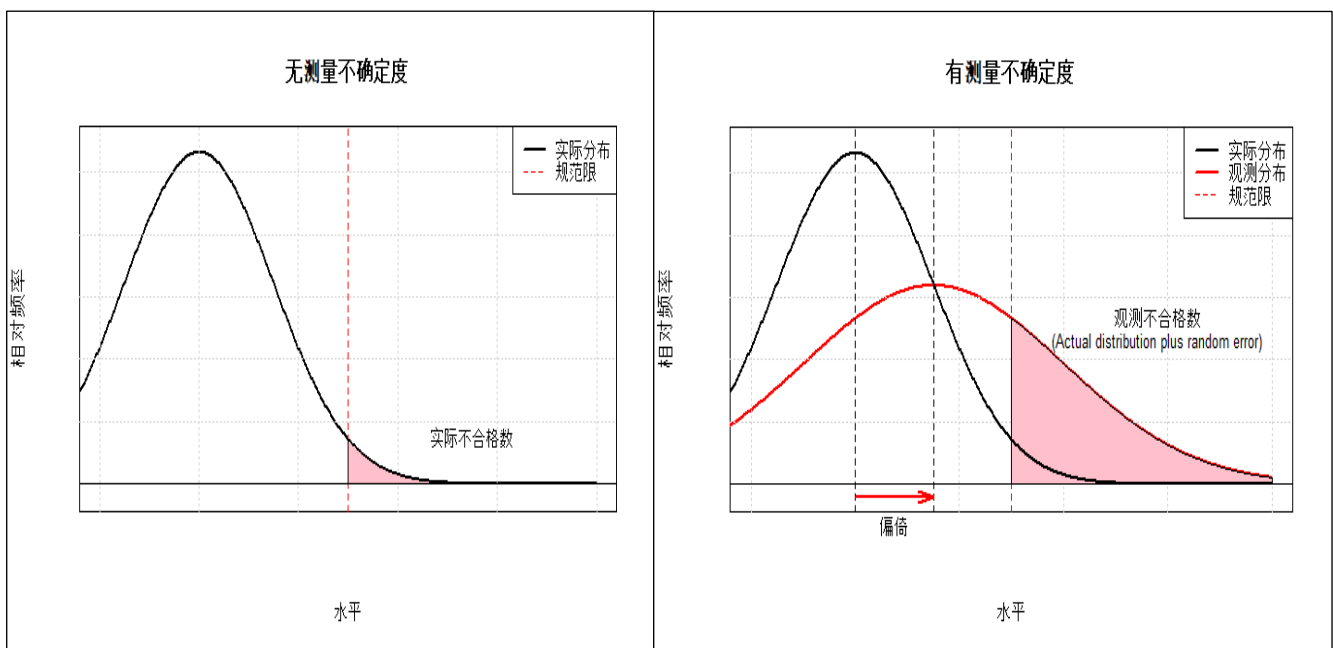 无测量不确定度
实际分布
规范限
相对频率
实际不合格数
水平
有测量不确定度
实际分布
观测分布
规范限
相对频率
观测不合格数
(Actual distribution plus random error)
偏倚
水平